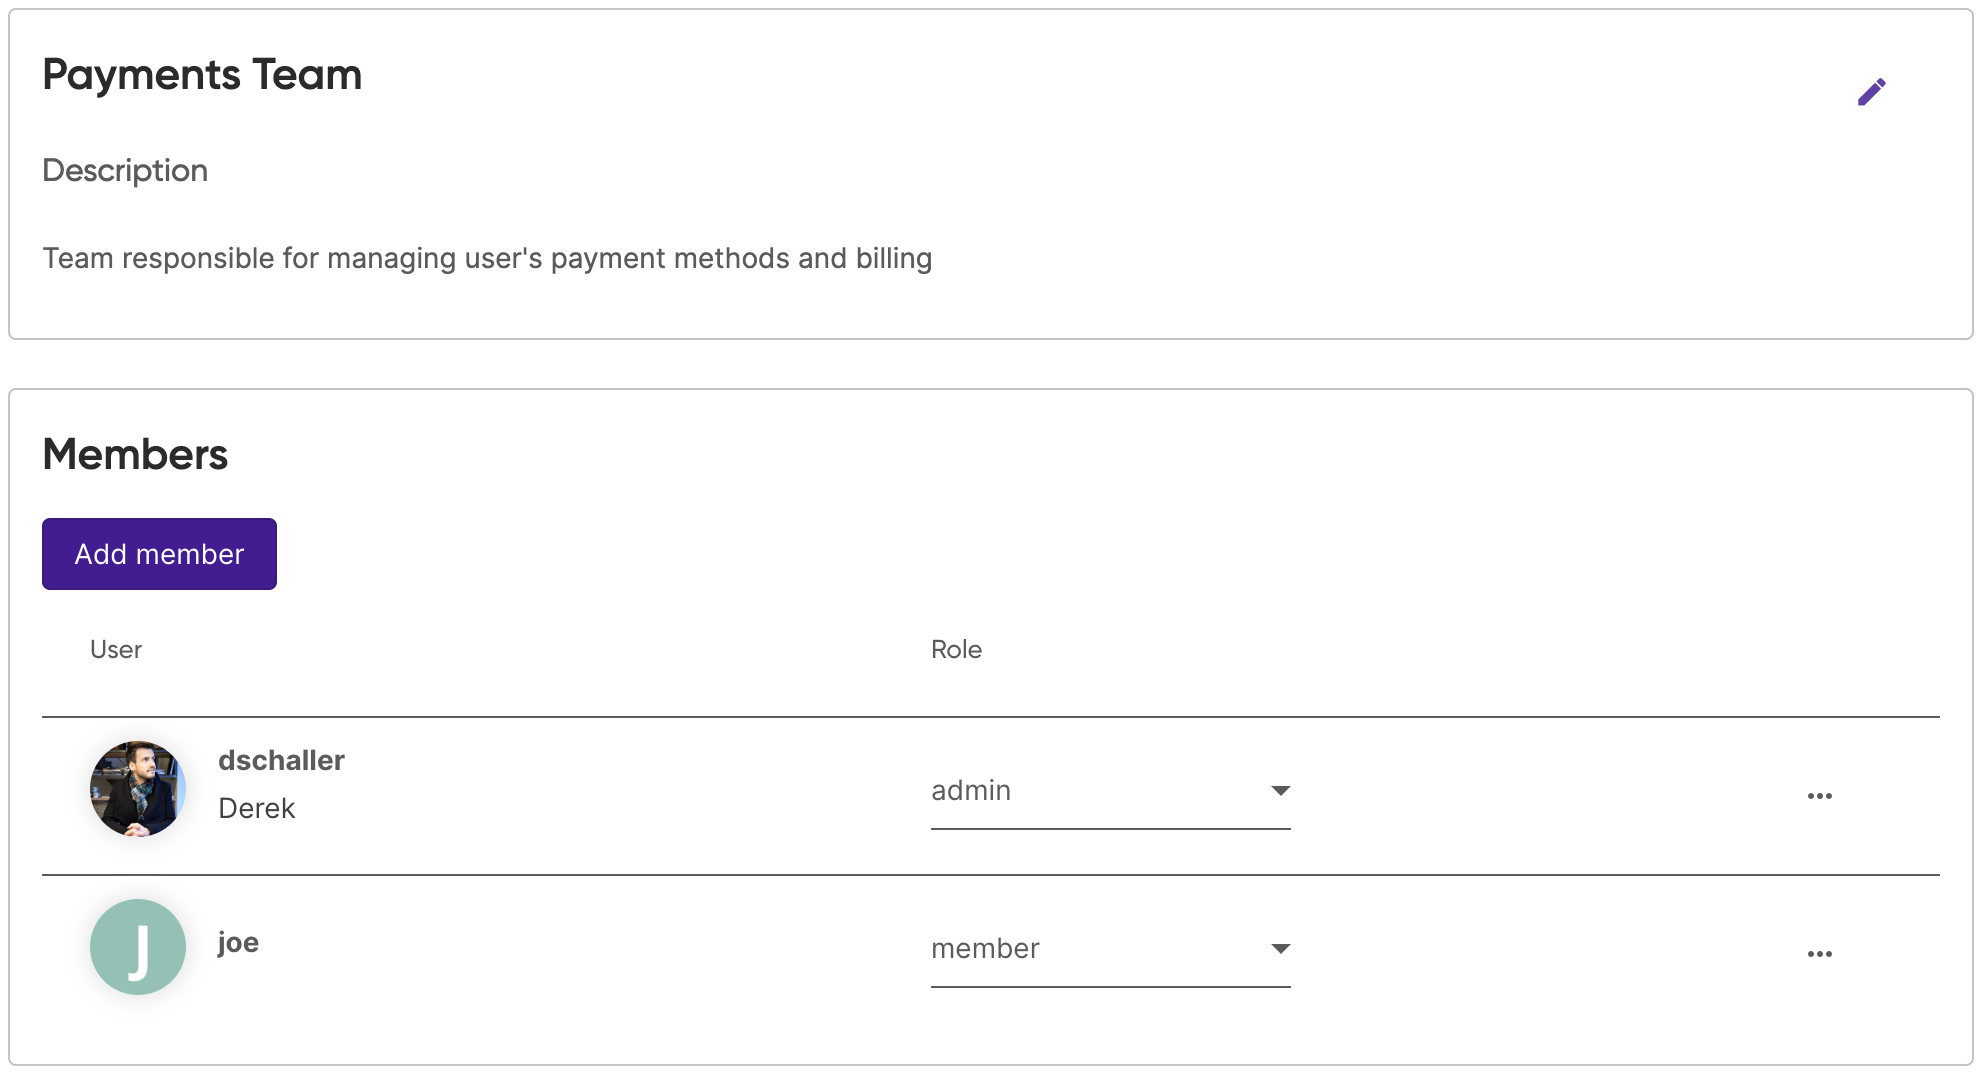 Payments Team
Description
Team responsible for managing user's payment methods and billing
Members
Add member
User Role
dschaller
Derek
admin
J
joe
member